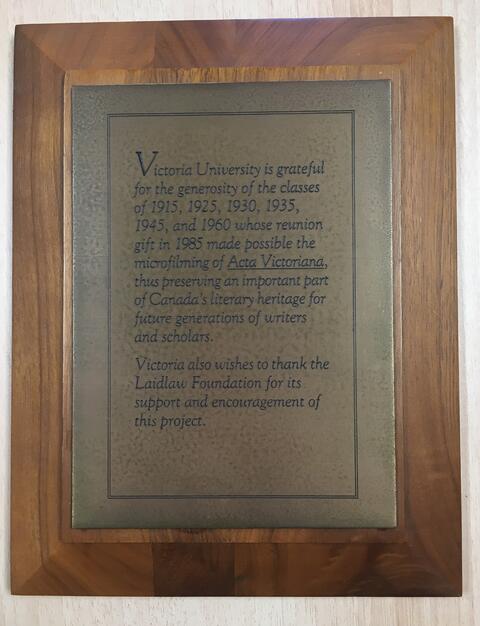 Victoria University is grateful
for the generosity of the classes
of 1915, 1925, 1930, 1935,
1945, and 1960 whose reunion
gift in 1985 made possible the
microfilming of Acta Victoriana,
thus preserving an important part
of Canada's literary heritage for
future generations of writers
and scholars.
Victoria also wishes to thank the
Laidlaw Foundation for its
support and encouragement of
this project.